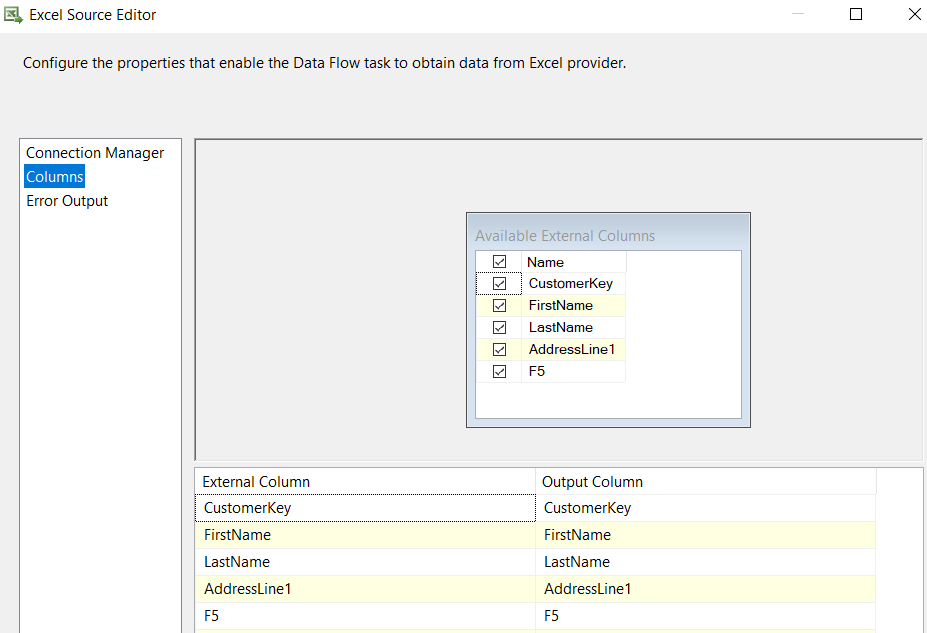 Excel Source Editor
Configure the properties that enable the Data Flow task to obtain data from Excel provider.
Connection Manager
Columns
Error Output
Available External Columns
Name
CustomerKey
FirstName
LastName
AddressLine1
F5
External Column Output Column
CustomerKey CustomerKey
FirstName FirstName
LastName LastName
AddressLine1 AddressLine1
F5 F5